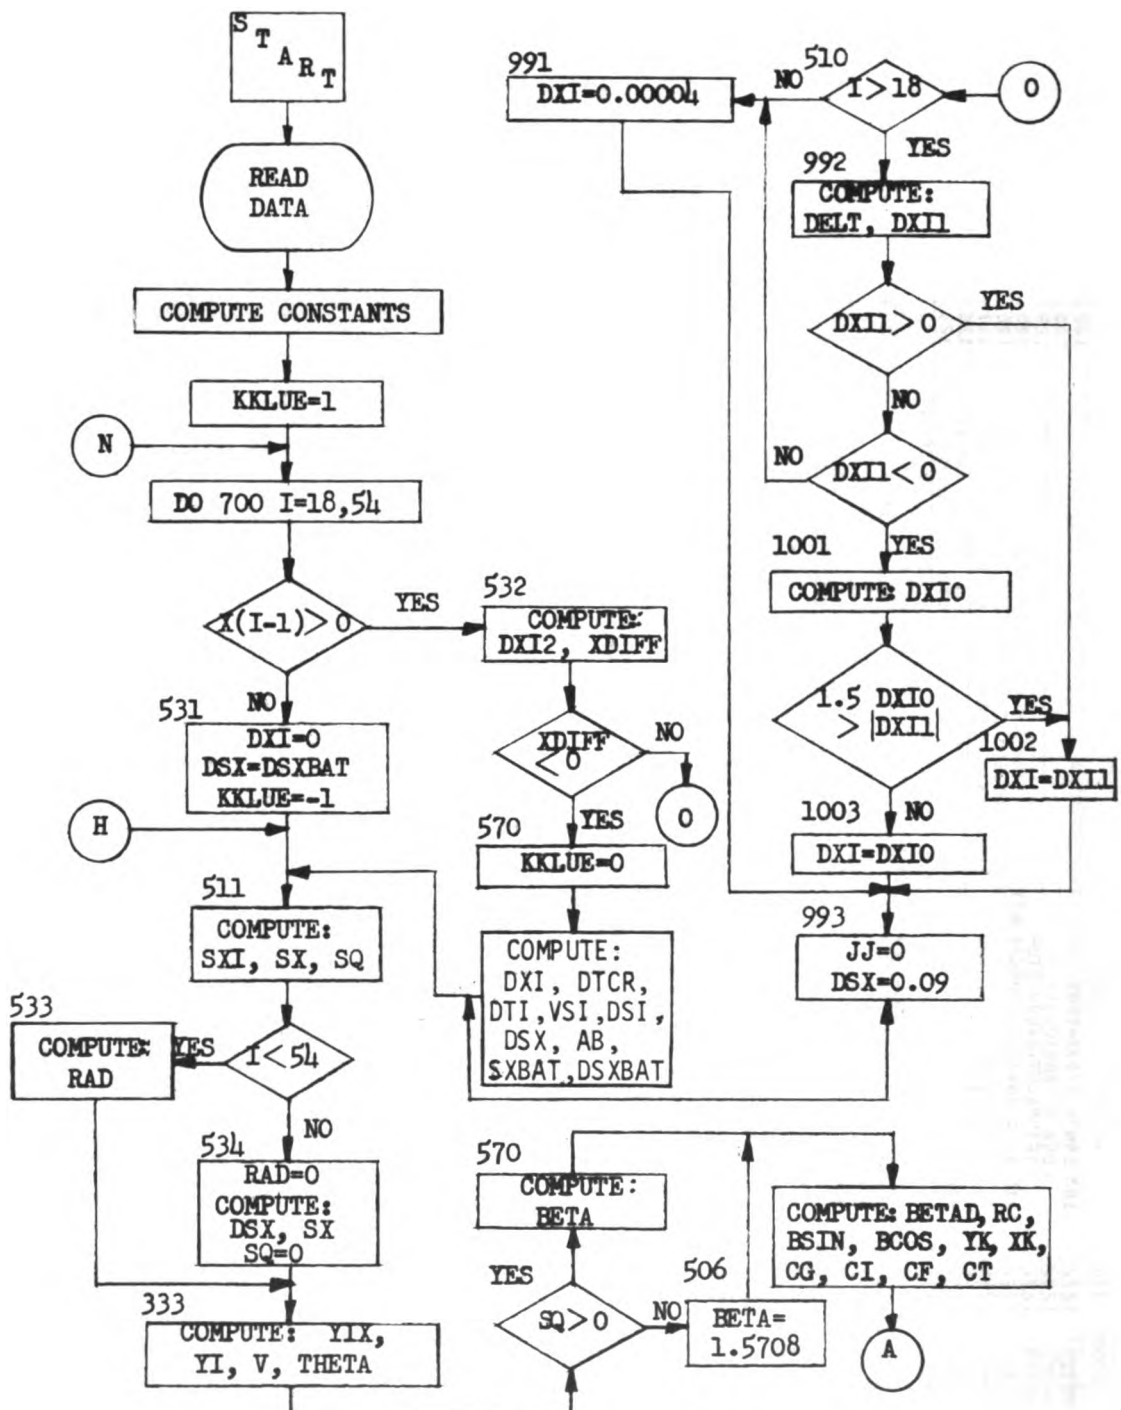 START
READ
DATA
COMPUTE CONSTANTS
KKLUE=1
N
DO 700 I=18,54
X(I-1)>0
YES
NO
531
DXI=0
DSX=DSXBAT
KKLUE=-1
H
511
COMPUTE:
SXI, SX, SQ
I<54
YES
533
COMPUTE:
RAD
NO
534
RAD=0
COMPUTE:
DSX, SX
SQ=0
333
COMPUTE: YIX,
YI, V, THETA
532
COMPUTE:
DXI2, XDIFF
XDIFF
<0
NO
O
YES
570
KKLUE=0
COMPUTE:
DXI, DTCR,
DTI,VSI,DSI,
DSX, AB,
SXBAT,DSXBAT
O
510
I>18
NO
991
DXI=0.00004
YES
992
COMPUTE:
DELT, DXI1
DXI1>0
YES
NO
DXI1<0
NO
YES
1001
COMPUTE: DXIO
1.5 DXIO
> |DXI1|
YES
1002
DXI=DXI1
NO
1003
DXI=DXIO
993
JJ=0
DSX=0.09
SQ>0
YES
570
COMPUTE:
BETA
NO
506
BETA=
1.5708
COMPUTE: BETAD, RC,
BSIN, BCOS, YK, XK,
CG, CI, CF, CT
A